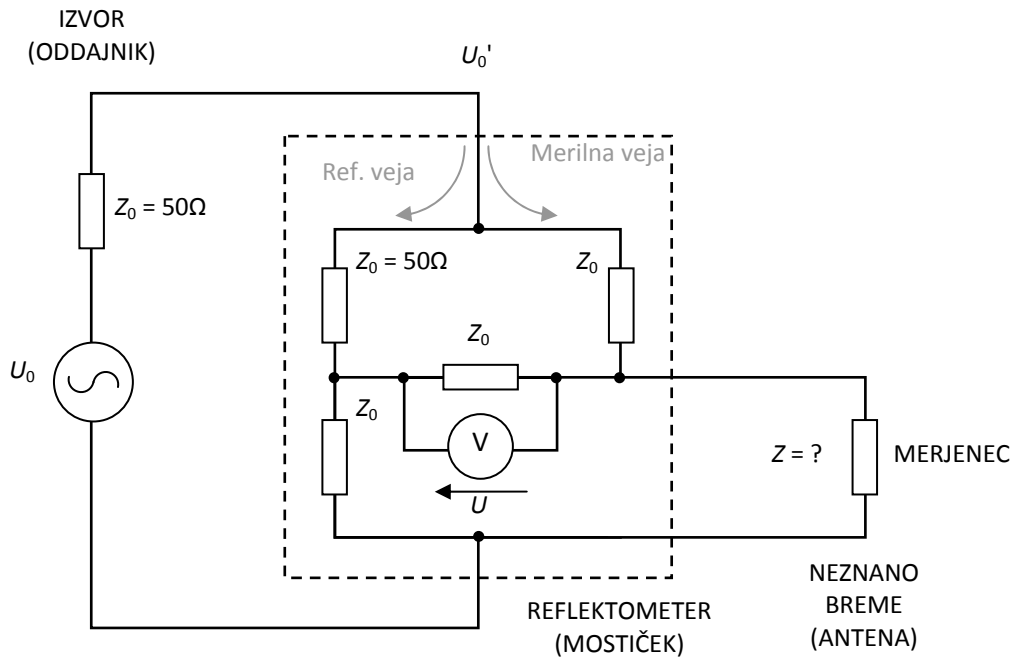 IZVOR
(ODDAJNIK)
U₀'
Ref. veja
Merilna veja
Z₀ = 50Ω
Z₀ = 50Ω
Z₀
Z₀
U₀
Z₀
V
U
Z = ?
MERJENEC
NEZNANO
BREME
(ANTENA)
REFLEKTOMETER
(MOSTIČEK)